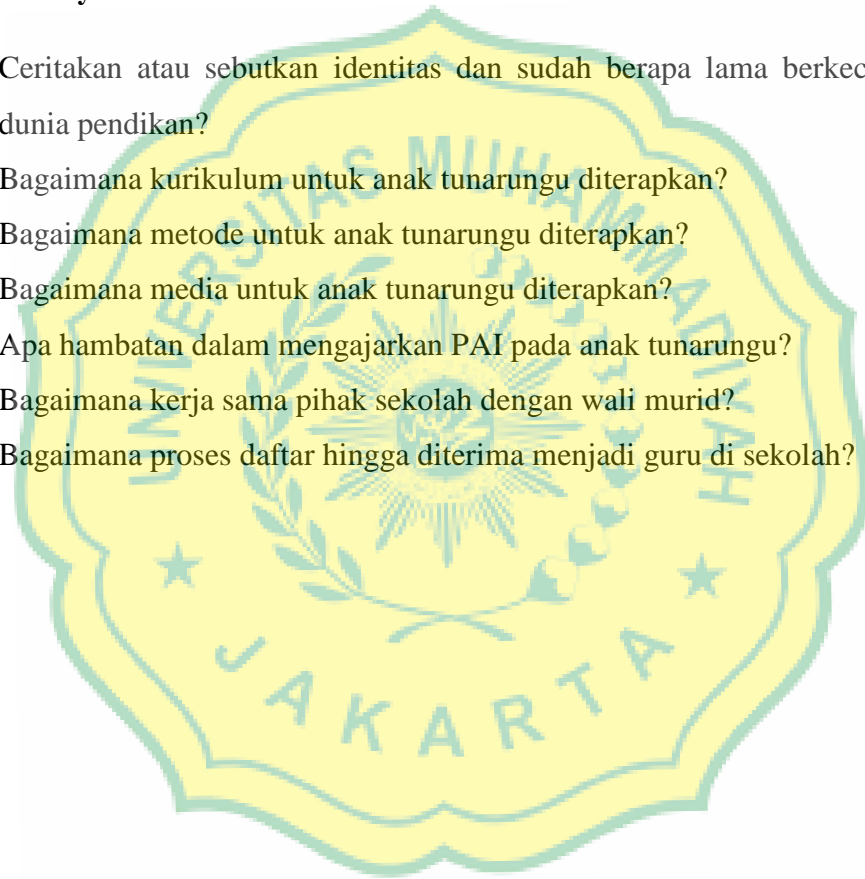 Ceritakan atau sebutkan identitas dan sudah berapa lama berkec
dunia pendikan?
Bagaimana kurikulum untuk anak tunarungu diterapkan?
Bagaimana metode untuk anak tunarungu diterapkan?
Bagaimana media untuk anak tunarungu diterapkan?
Apa hambatan dalam mengajarkan PAI pada anak tunarungu?
Bagaimana kerja sama pihak sekolah dengan wali murid?
Bagaimana proses daftar hingga diterima menjadi guru di sekolah?
UNIVERSITAS MUHAMMADIYAH
JAKARTA